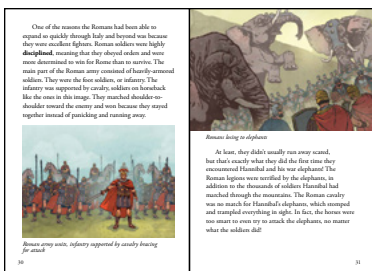 One of the reasons the Romans had been able to
expand so quickly through Italy and beyond was because
they were excellent fighters. Roman soldiers were highly
disciplined, meaning that they obeyed orders and were
more determined to win for Rome than to survive. The
main part of the Roman army consisted of heavily-armored
soldiers. They were the foot soldiers, or infantry. The
infantry was supported by cavalry, soldiers on horseback
like the ones in this image. They marched shoulder-to-
shoulder toward the enemy and won because they stayed
together instead of panicking and running away.
Roman army units, infantry supported by cavalry bracing
for attack
30
Romans losing to elephants
At least, they didn't usually run away scared,
but that's exactly what they did the first time they
encountered Hannibal and his war elephants! The
Roman legions were terrified by the elephants, in
addition to the thousands of soldiers Hannibal had
marched through the mountains. The Roman cavalry
was no match for Hannibal's elephants, which stomped
and trampled everything in sight. In fact, the horses were
too smart to even try to attack the elephants, no matter
what the soldiers did!
31